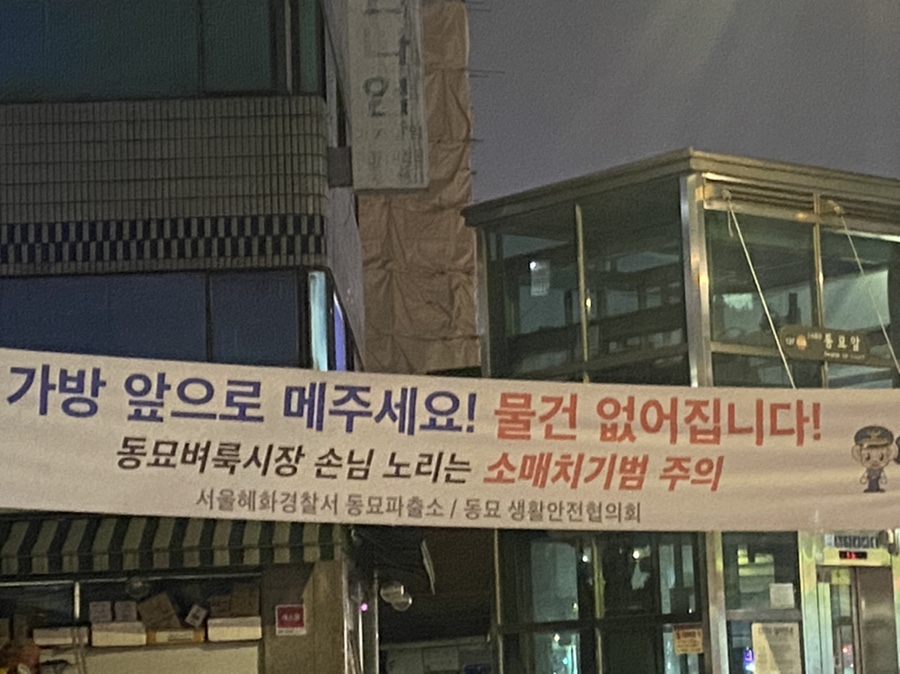 가방 앞으로 메주세요! 물건 없어집니다!
동묘벼룩시장 손님 노리는 소매치기범 주의
서울혜화경찰서 동묘파출소 / 동묘 생활안전협의회
동묘앞